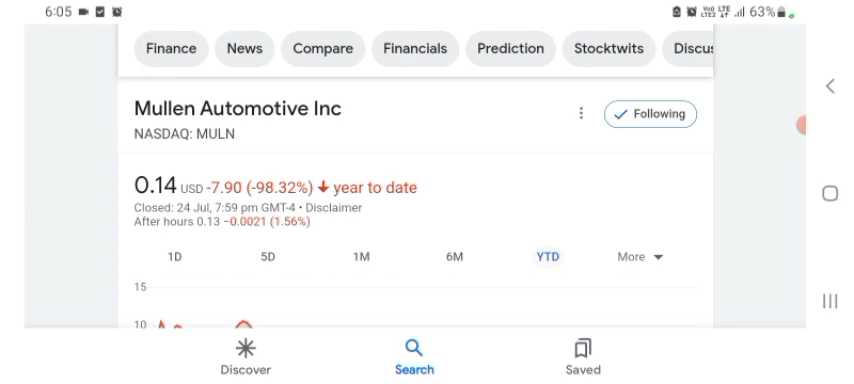 6:05 63%
Finance News Compare Financials Prediction Stocktwits Discus
Mullen Automotive Inc
Following
NASDAQ: MULN
0.14 USD -7.90 (-98.32%) year to date
Closed: 24 Jul, 7:59 pm GMT-4 • Disclaimer
After hours 0.13 −0.0021 (1.56%)
1D 5D 1M 6M YTD More
15
10
Discover Search Saved